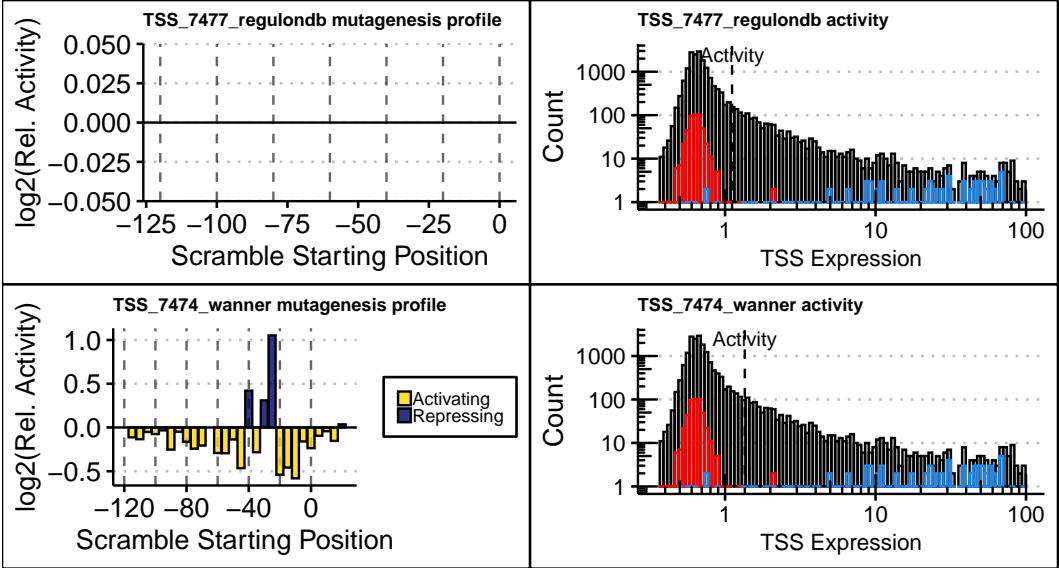 TSS_7477_regulondb mutagenesis profile
log2(Rel. Activity)
0.050
0.025
0.000
−0.025
−0.050
−125 −100 −75 −50 −25 0
Scramble Starting Position
TSS_7477_regulondb activity
Activity
Count
1000
100
10
1
1 10 100
TSS Expression
TSS_7474_wanner mutagenesis profile
log2(Rel. Activity)
1.0
0.5
0.0
−0.5
−120 −80 −40 0
Scramble Starting Position
Activating
Repressing
TSS_7474_wanner activity
Activity
Count
1000
100
10
1
1 10 100
TSS Expression